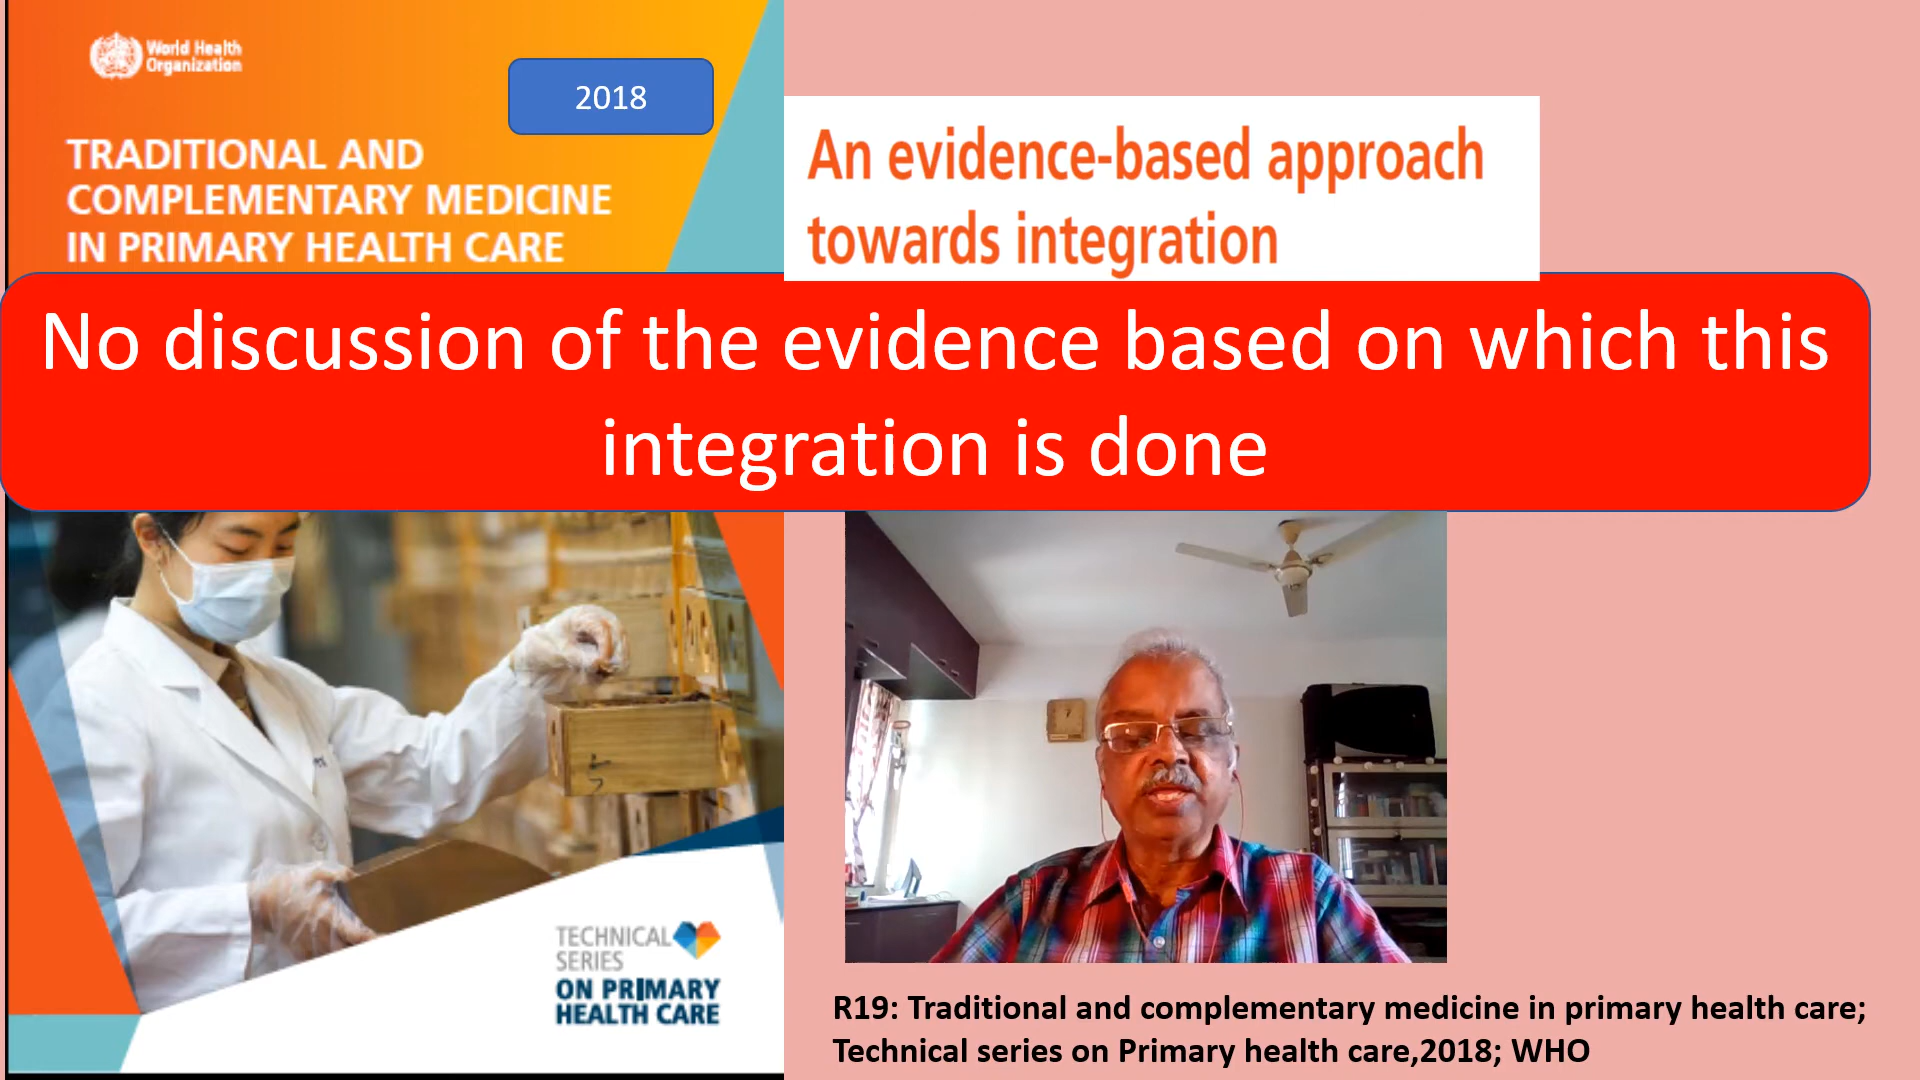 World Health
Organization
2018
TRADITIONAL AND
COMPLEMENTARY MEDICINE
IN PRIMARY HEALTH CARE
An evidence-based approach
towards integration
No discussion of the evidence based on which this
integration is done
TECHNICAL
SERIES
ON PRIMARY
HEALTH CARE
R19: Traditional and complementary medicine in primary health care;
Technical series on Primary health care,2018; WHO